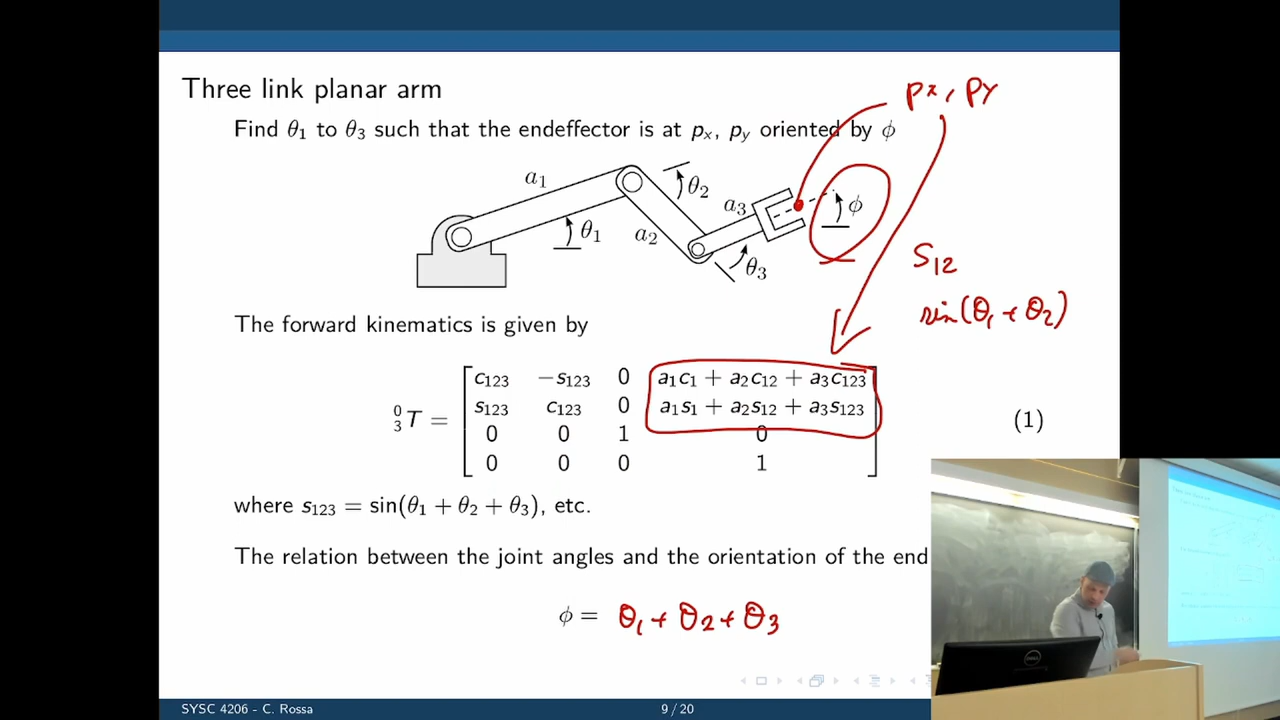 Three link planar arm
px, py
Find θ1 to θ3 such that the endeffector is at px, py oriented by ϕ
a1
θ2
a3
ϕ
θ1
a2
θ3
S12
sin(θ1 + θ2)
The forward kinematics is given by
0 3 T =
c123 −s123 0 a1c1 + a2c12 + a3c123
s123 c123 0 a1s1 + a2s12 + a3s123
0 0 1 0
0 0 0 1
(1)
where s123 = sin(θ1 + θ2 + θ3), etc.
The relation between the joint angles and the orientation of the end
ϕ = θ1 + θ2 + θ3
DELL
SYSC 4206 - C. Rossa
9 / 20